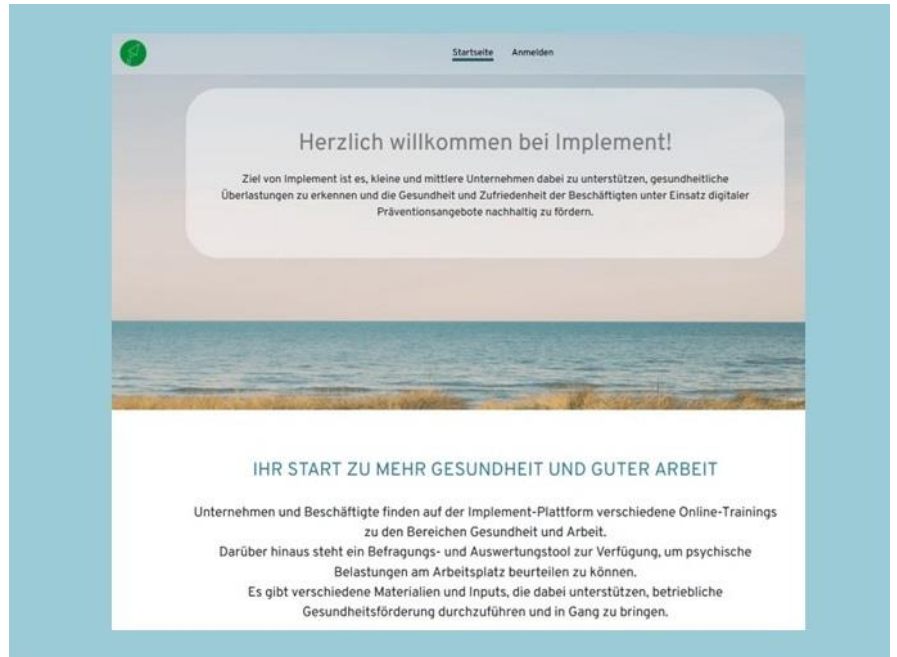 Startseite Anmelden
Herzlich willkommen bei Implement!
Ziel von Implement ist es, kleine und mittlere Unternehmen dabei zu unterstützen, gesundheitliche
Überlastungen zu erkennen und die Gesundheit und Zufriedenheit der Beschäftigten unter Einsatz digitaler
Präventionsangebote nachhaltig zu fördern.
IHR START ZU MEHR GESUNDHEIT UND GUTER ARBEIT
Unternehmen und Beschäftigte finden auf der Implement-Plattform verschiedene Online-Trainings
zu den Bereichen Gesundheit und Arbeit.
Darüber hinaus steht ein Befragungs- und Auswertungstool zur Verfügung, um psychische
Belastungen am Arbeitsplatz beurteilen zu können.
Es gibt verschiedene Materialien und Inputs, die dabei unterstützen, betriebliche
Gesundheitsförderung durchzuführen und in Gang zu bringen.